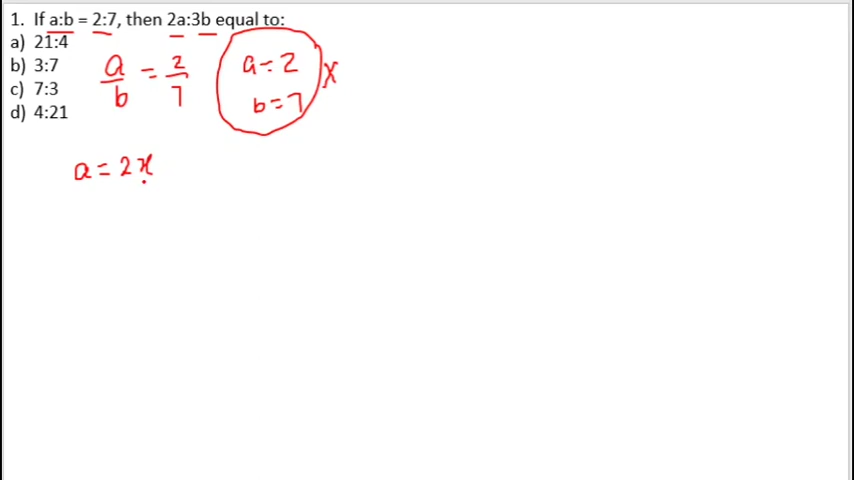 1. If a:b = 2:7, then 2a:3b equal to:
a) 21:4
b) 3:7
c) 7:3
d) 4:21
a/b = 2/7
a = 2
b = 7
x
a = 2x